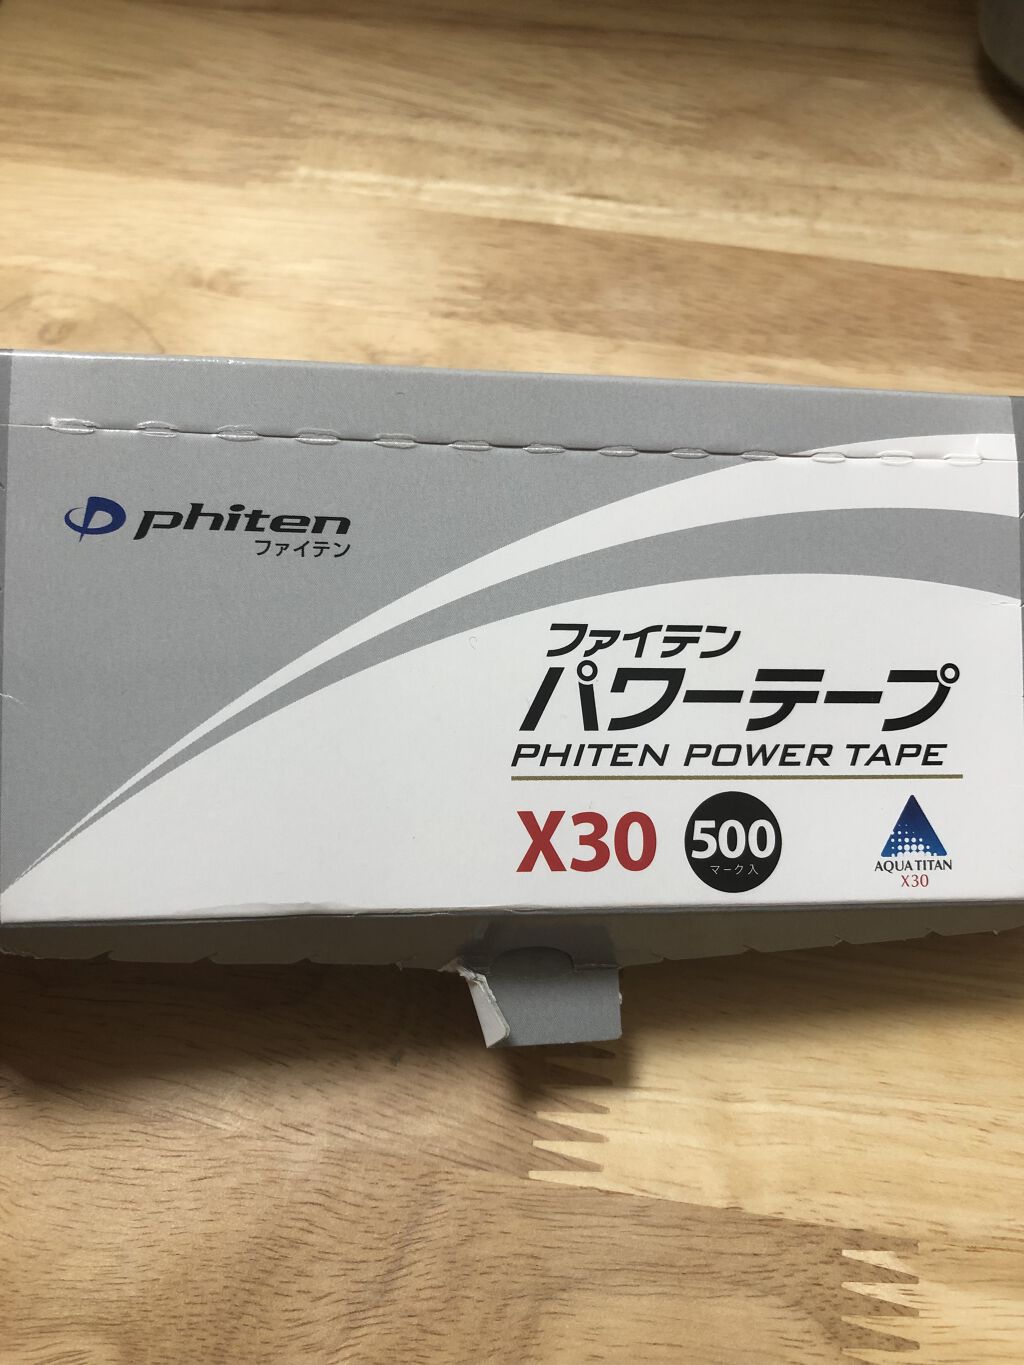 phiten
ファイテン
ファイテン
パワーテープ
PHITEN POWER TAPE
X30
500
マーク入
AQUA TITAN
X30